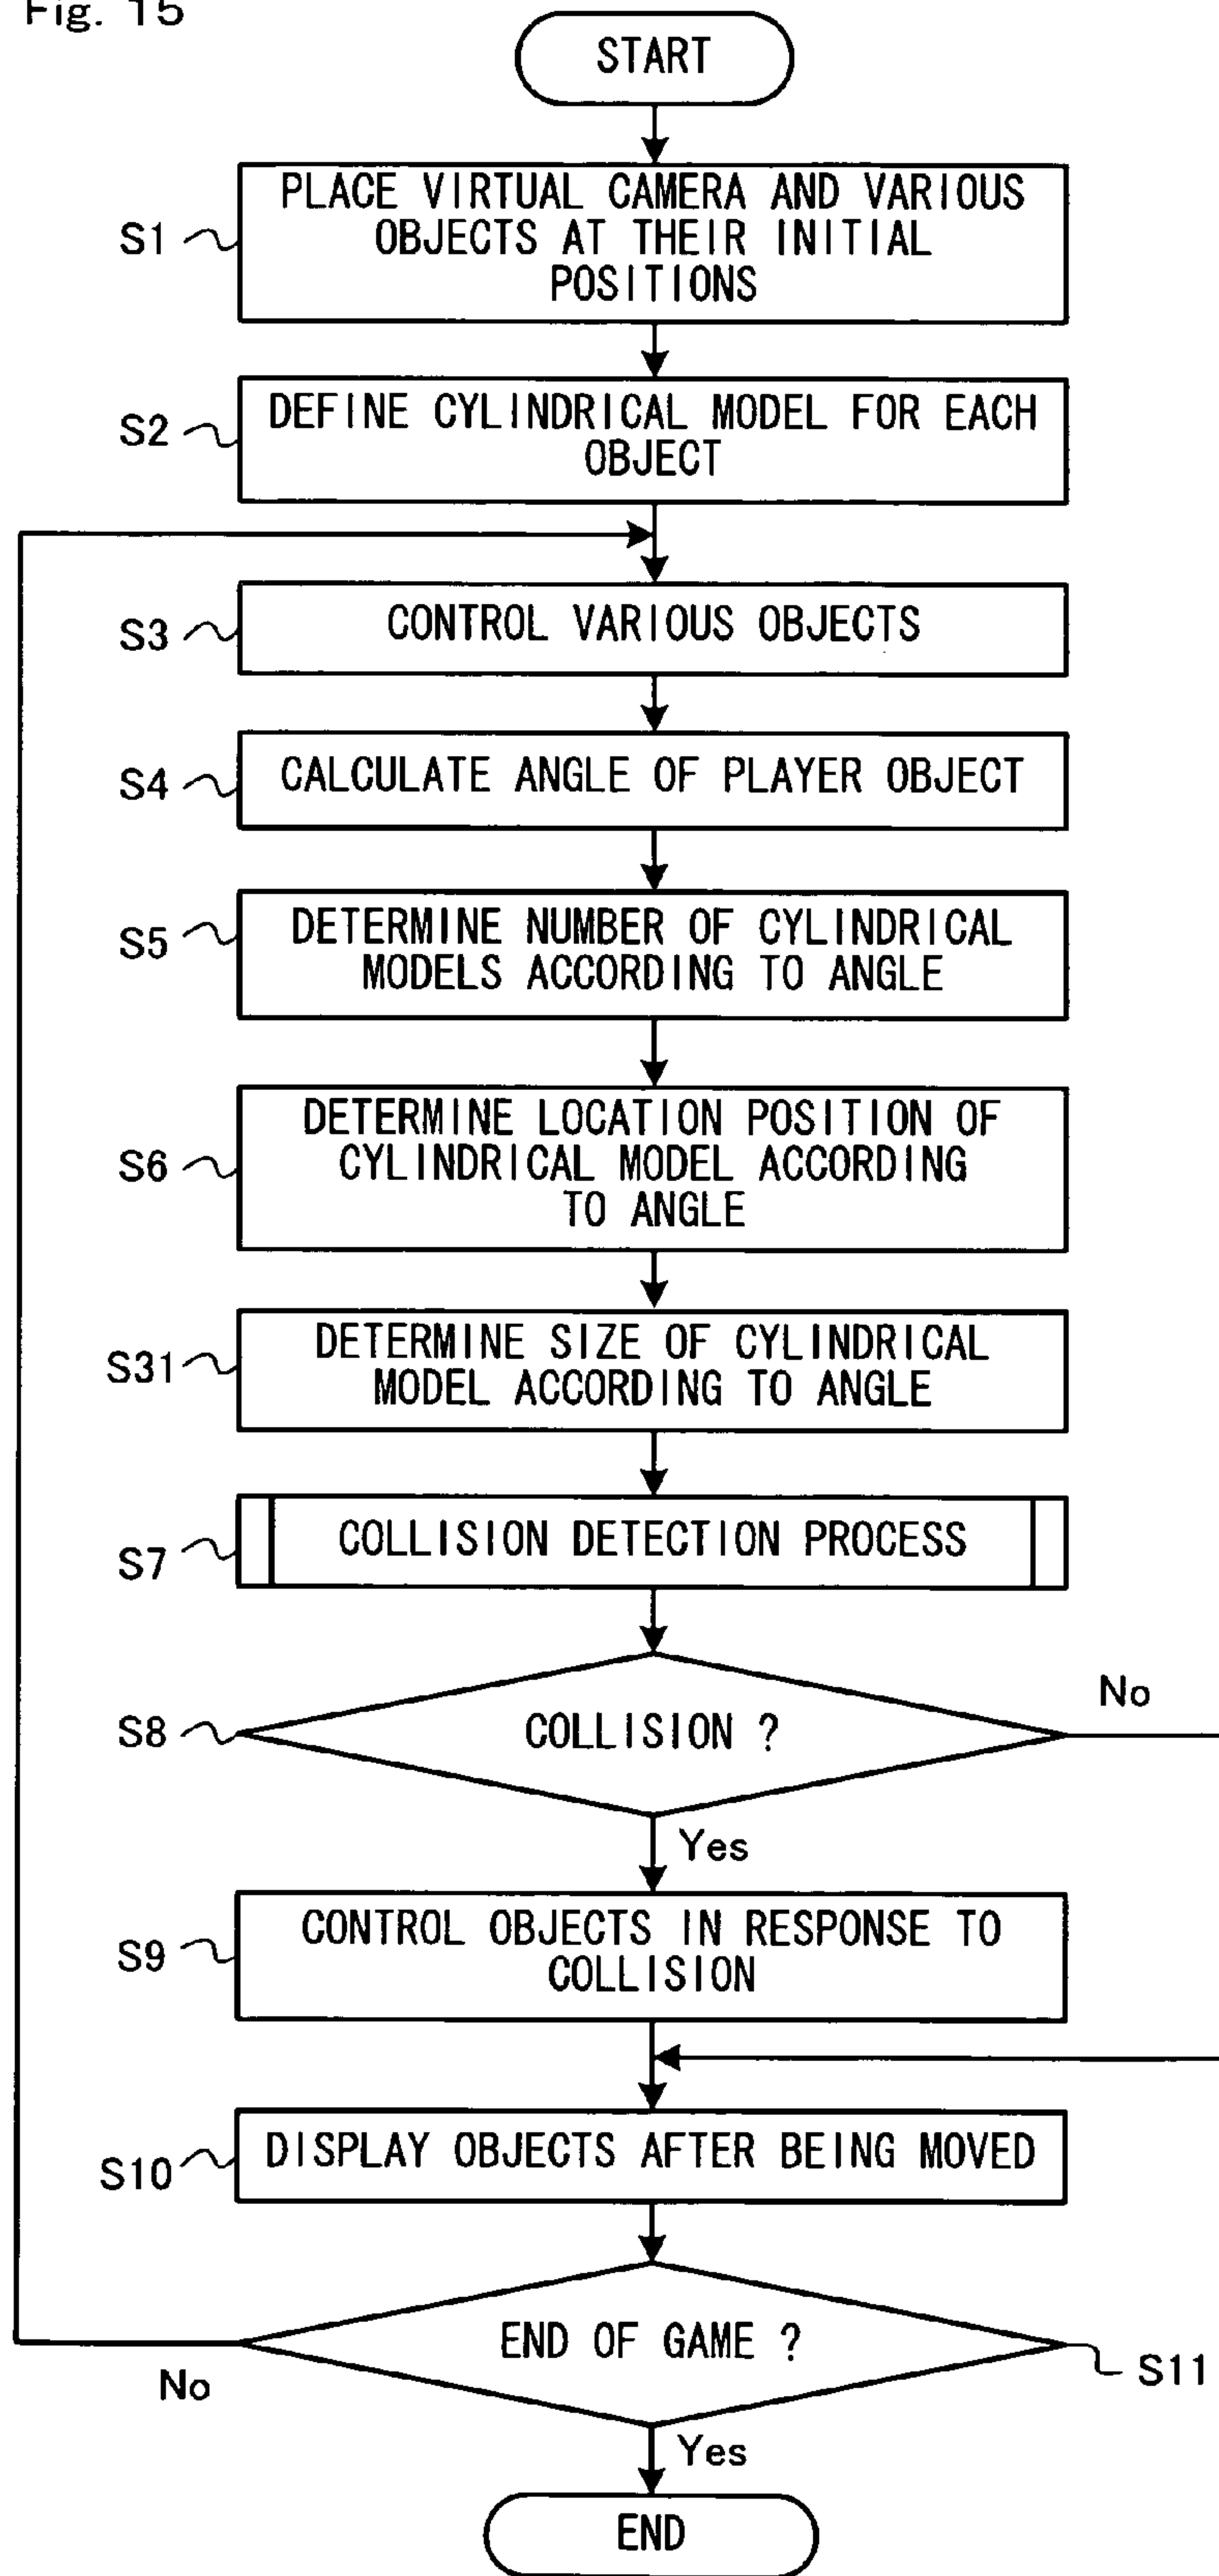 Fig. 15
START
S1
PLACE VIRTUAL CAMERA AND VARIOUS
OBJECTS AT THEIR INITIAL
POSITIONS
S2
DEFINE CYLINDRICAL MODEL FOR EACH
OBJECT
S3
CONTROL VARIOUS OBJECTS
S4
CALCULATE ANGLE OF PLAYER OBJECT
S5
DETERMINE NUMBER OF CYLINDRICAL
MODELS ACCORDING TO ANGLE
S6
DETERMINE LOCATION POSITION OF
CYLINDRICAL MODEL ACCORDING
TO ANGLE
S31
DETERMINE SIZE OF CYLINDRICAL
MODEL ACCORDING TO ANGLE
S7
COLLISION DETECTION PROCESS
S8
COLLISION ?
No
Yes
S9
CONTROL OBJECTS IN RESPONSE TO
COLLISION
S10
DISPLAY OBJECTS AFTER BEING MOVED
END OF GAME ?
S11
No
Yes
END